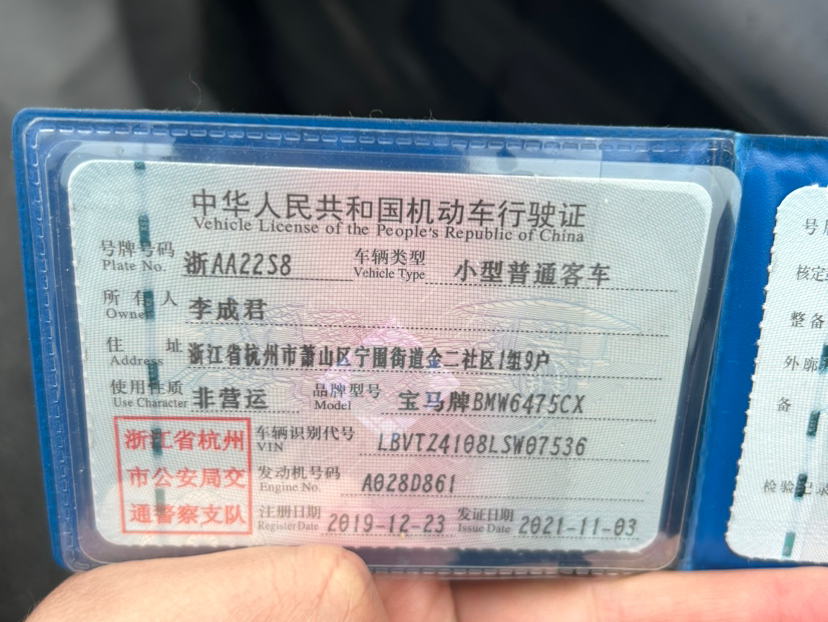 中华人民共和国机动车行驶证
Vehicle License of the People's Republic of China
号牌号码 浙AA22S8 车辆类型 小型普通客车
Plate No. Vehicle Type
所有人 李成君
Owner
住址 浙江省杭州市萧山区宁围街道金二社区1组9户
Address
使用性质 非营运 品牌型号 宝马牌BMW6475CX
Use Character Model
浙江省杭州 车辆识别代号 LBVTZ4108LSW07536
VIN
市公安局交 发动机号码 A028D861
Engine No.
通警察支队 注册日期 2019-12-23 发证日期 2021-11-03
Register Date Issue Date
号
核定
整备
外廓
备
检验记录